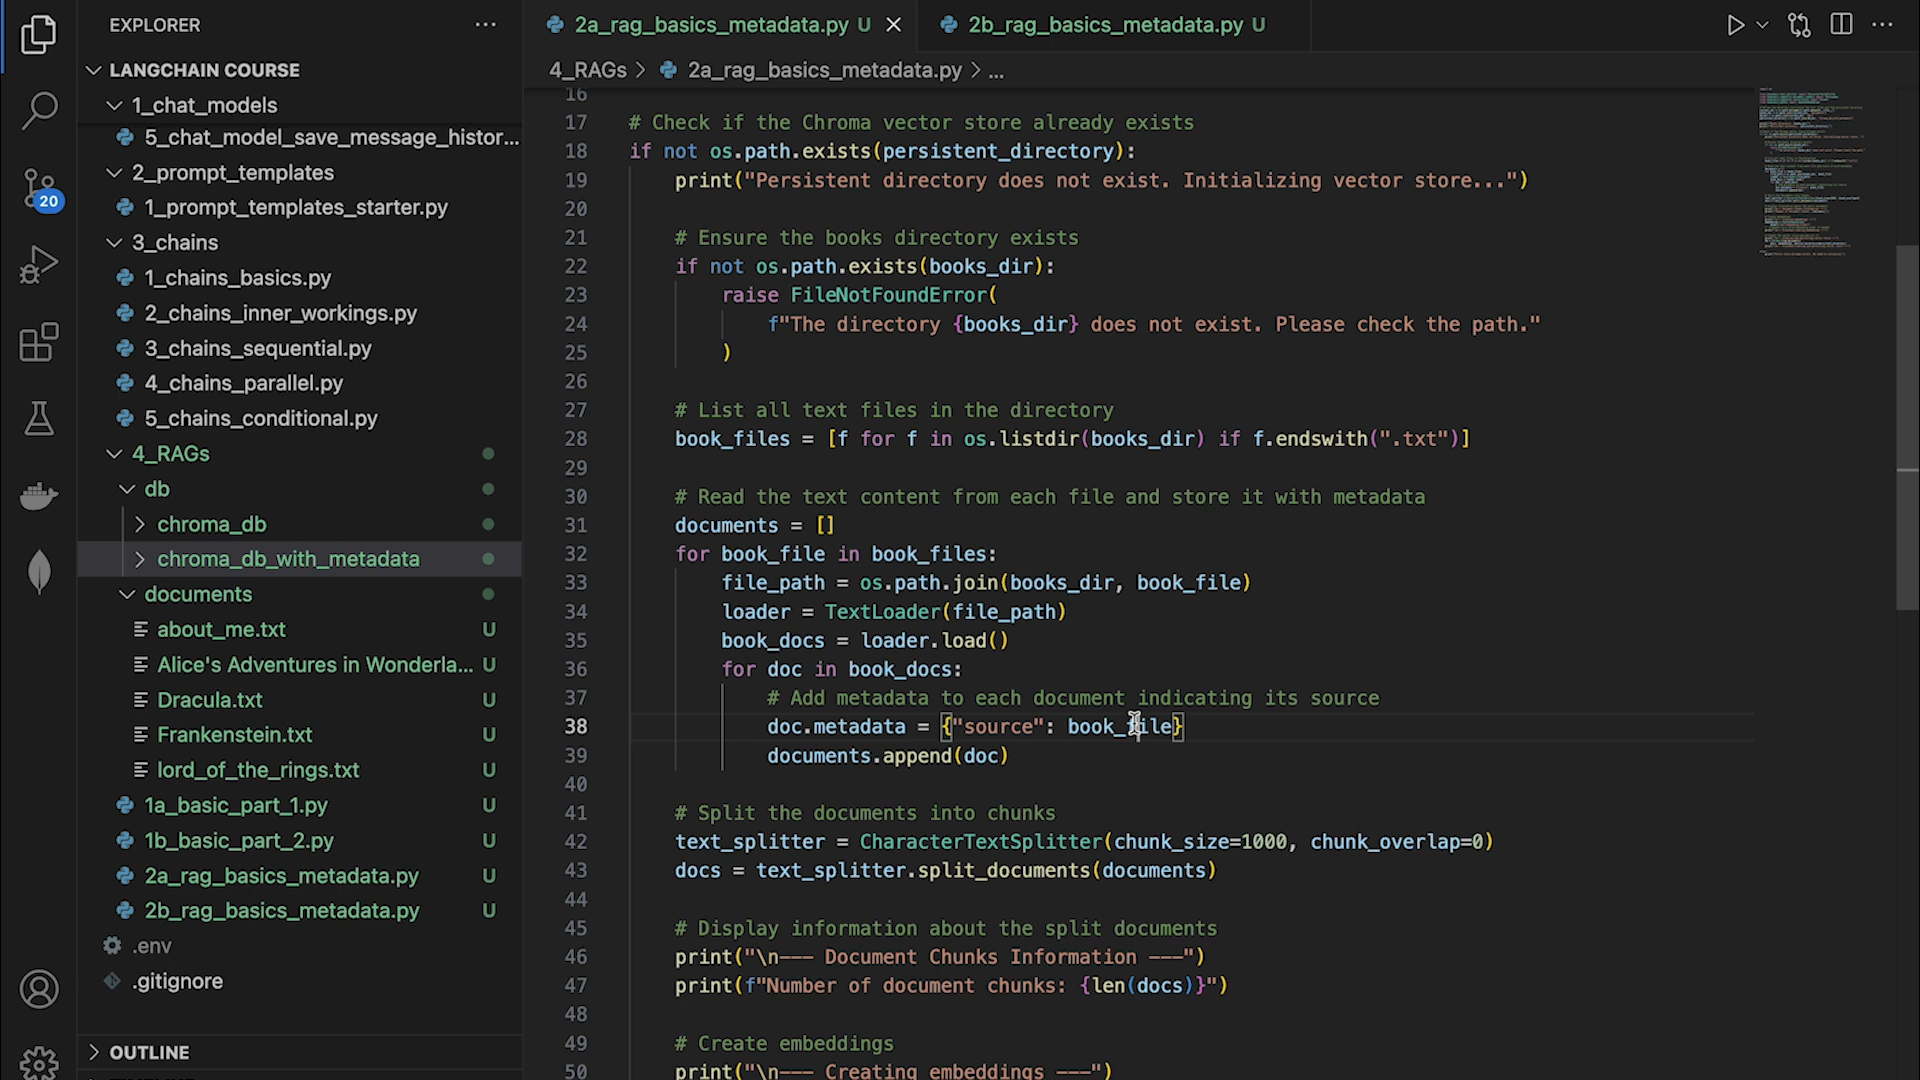 EXPLORER
LANGCHAIN COURSE
1_chat_models
5_chat_model_save_message_histor...
2_prompt_templates
1_prompt_templates_starter.py
3_chains
1_chains_basics.py
2_chains_inner_workings.py
3_chains_sequential.py
4_chains_parallel.py
5_chains_conditional.py
4_RAGs
db
chroma_db
chroma_db_with_metadata
documents
about_me.txt U
Alice's Adventures in Wonderla... U
Dracula.txt U
Frankenstein.txt U
lord_of_the_rings.txt U
1a_basic_part_1.py U
1b_basic_part_2.py U
2a_rag_basics_metadata.py U
2b_rag_basics_metadata.py U
.env
.gitignore
OUTLINE
20
2a_rag_basics_metadata.py U
2b_rag_basics_metadata.py U
4_RAGs > 2a_rag_basics_metadata.py > ...
16
17 # Check if the Chroma vector store already exists
18 if not os.path.exists(persistent_directory):
19 print("Persistent directory does not exist. Initializing vector store...")
20
21 # Ensure the books directory exists
22 if not os.path.exists(books_dir):
23 raise FileNotFoundError(
24 f"The directory {books_dir} does not exist. Please check the path."
25 )
26
27 # List all text files in the directory
28 book_files = [f for f in os.listdir(books_dir) if f.endswith(".txt")]
29
30 # Read the text content from each file and store it with metadata
31 documents = []
32 for book_file in book_files:
33 file_path = os.path.join(books_dir, book_file)
34 loader = TextLoader(file_path)
35 book_docs = loader.load()
36 for doc in book_docs:
37 # Add metadata to each document indicating its source
38 doc.metadata = {"source": book_file}
39 documents.append(doc)
40
41 # Split the documents into chunks
42 text_splitter = CharacterTextSplitter(chunk_size=1000, chunk_overlap=0)
43 docs = text_splitter.split_documents(documents)
44
45 # Display information about the split documents
46 print("\n--- Document Chunks Information ---")
47 print(f"Number of document chunks: {len(docs)}")
48
49 # Create embeddings
50 print("\n--- Creating embeddings ---")